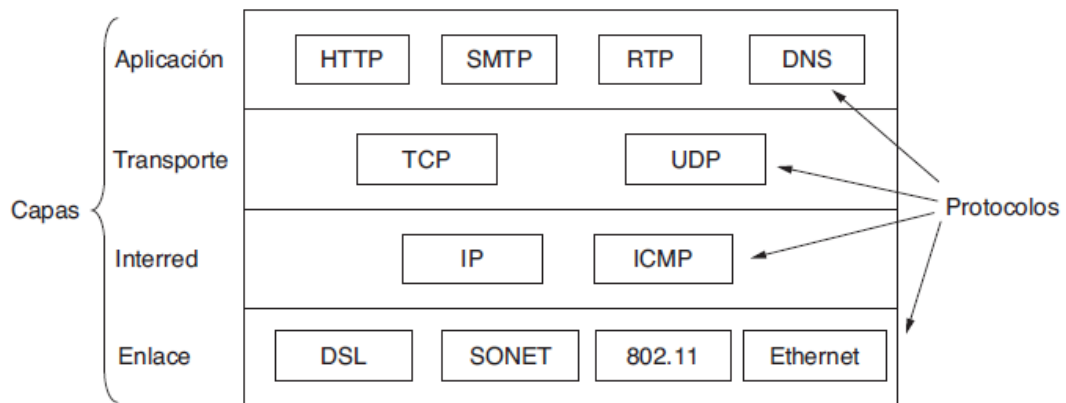 Aplicación
HTTP SMTP RTP DNS
Transporte
TCP UDP
Capas
Protocolos
Interred
IP ICMP
Enlace
DSL SONET 802.11 Ethernet